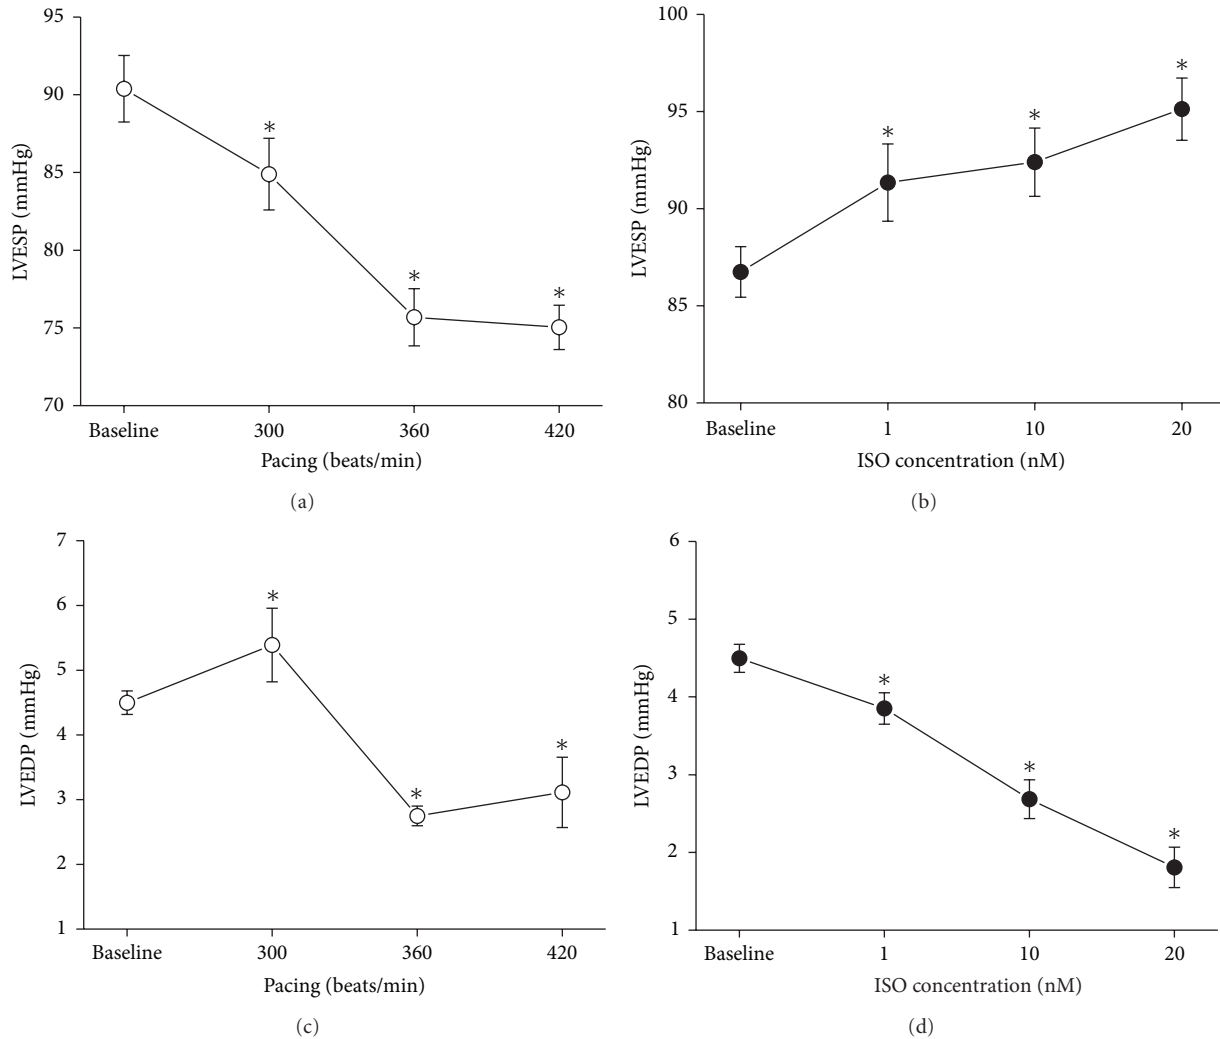 95
90
85
80
75
70
LVESP (mmHg)
*
*
*
Baseline 300 360 420
Pacing (beats/min)
(a)
100
95
90
85
80
LVESP (mmHg)
*
*
*
Baseline 1 10 20
ISO concentration (nM)
(b)
7
6
5
4
3
2
1
LVEDP (mmHg)
*
*
*
Baseline 300 360 420
Pacing (beats/min)
(c)
6
5
4
3
2
1
LVEDP (mmHg)
*
*
*
Baseline 1 10 20
ISO concentration (nM)
(d)